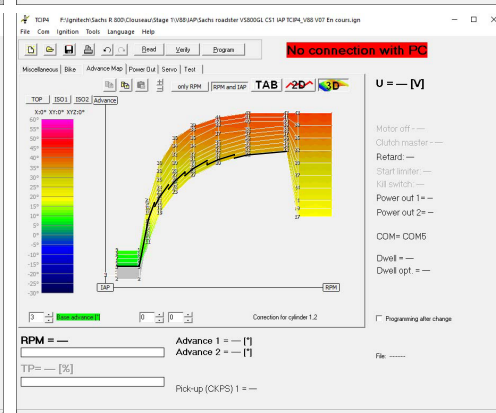 TCIP4 F:\Ignitech\Sachs R 800\Clouseau\Stage 1\V88\IAP\Sachs roadster VS800GL CS1 IAP TCIP4_V88 V07 En cours.ign
File Com Ignition Tools Language Help
Read Verify Program
No connection with PC
Miscellaneous Bike Advance Map Power Out Servo Test
only RPM RPM and IAP TAB 2D 3D
U = --- [V]
TOP ISO1 ISO2 Advance
X:0° XY:0° XYZ:0°
60°
50°
45°
40°
35°
30°
25°
20°
15°
10°
5°
0°
-5°
-10°
-15°
-20°
-25°
-30°
IAP
RPM
Motor off - ---
Clutch master - ---
Retard: ---
Start limiter: ---
Kill switch: ---
Power out 1= --
Power out 2= --
COM= COM5
Dwell = ---
Dwell opt. = ---
3 Base advance [°] 0 0 Correction for cylinder 1,2
Programming after change
RPM = ---
Advance 1 = --- [°]
Advance 2 = --- [°]
TP= --- [%]
Pick-up (CKPS) 1 = ---
File: -------